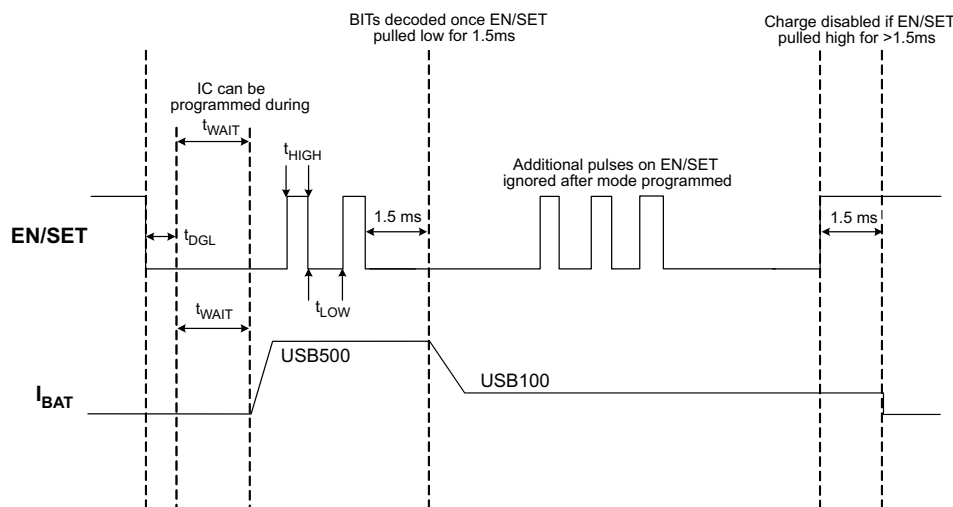 BITs decoded once EN/SET
pulled low for 1.5ms
Charge disabled if EN/SET
pulled high for >1.5ms
IC can be
programmed during
tWAIT
tHIGH
Additional pulses on EN/SET
ignored after mode programmed
1.5 ms
1.5 ms
EN/SET
tDGL
tWAIT
tLOW
USB500
USB100
IBAT